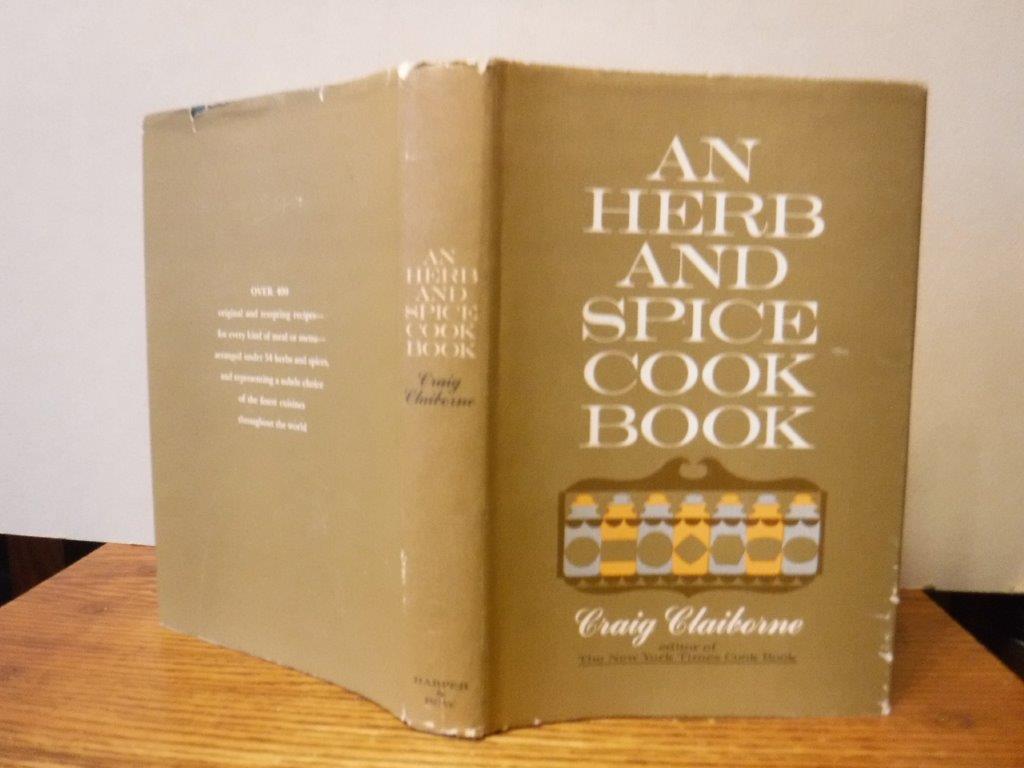 OVER 400
original and tempting recipes—
for every kind of meal or menu—
arranged under 54 herbs and spices,
and representing a subtle choice
of the finest cuisines
throughout the world
AN
HERB
AND
SPICE
COOK
BOOK
Craig
Claiborne
HARPER
&
ROW
AN
HERB
AND
SPICE
COOK
BOOK
Craig Claiborne
editor of
The New York Times Cook Book